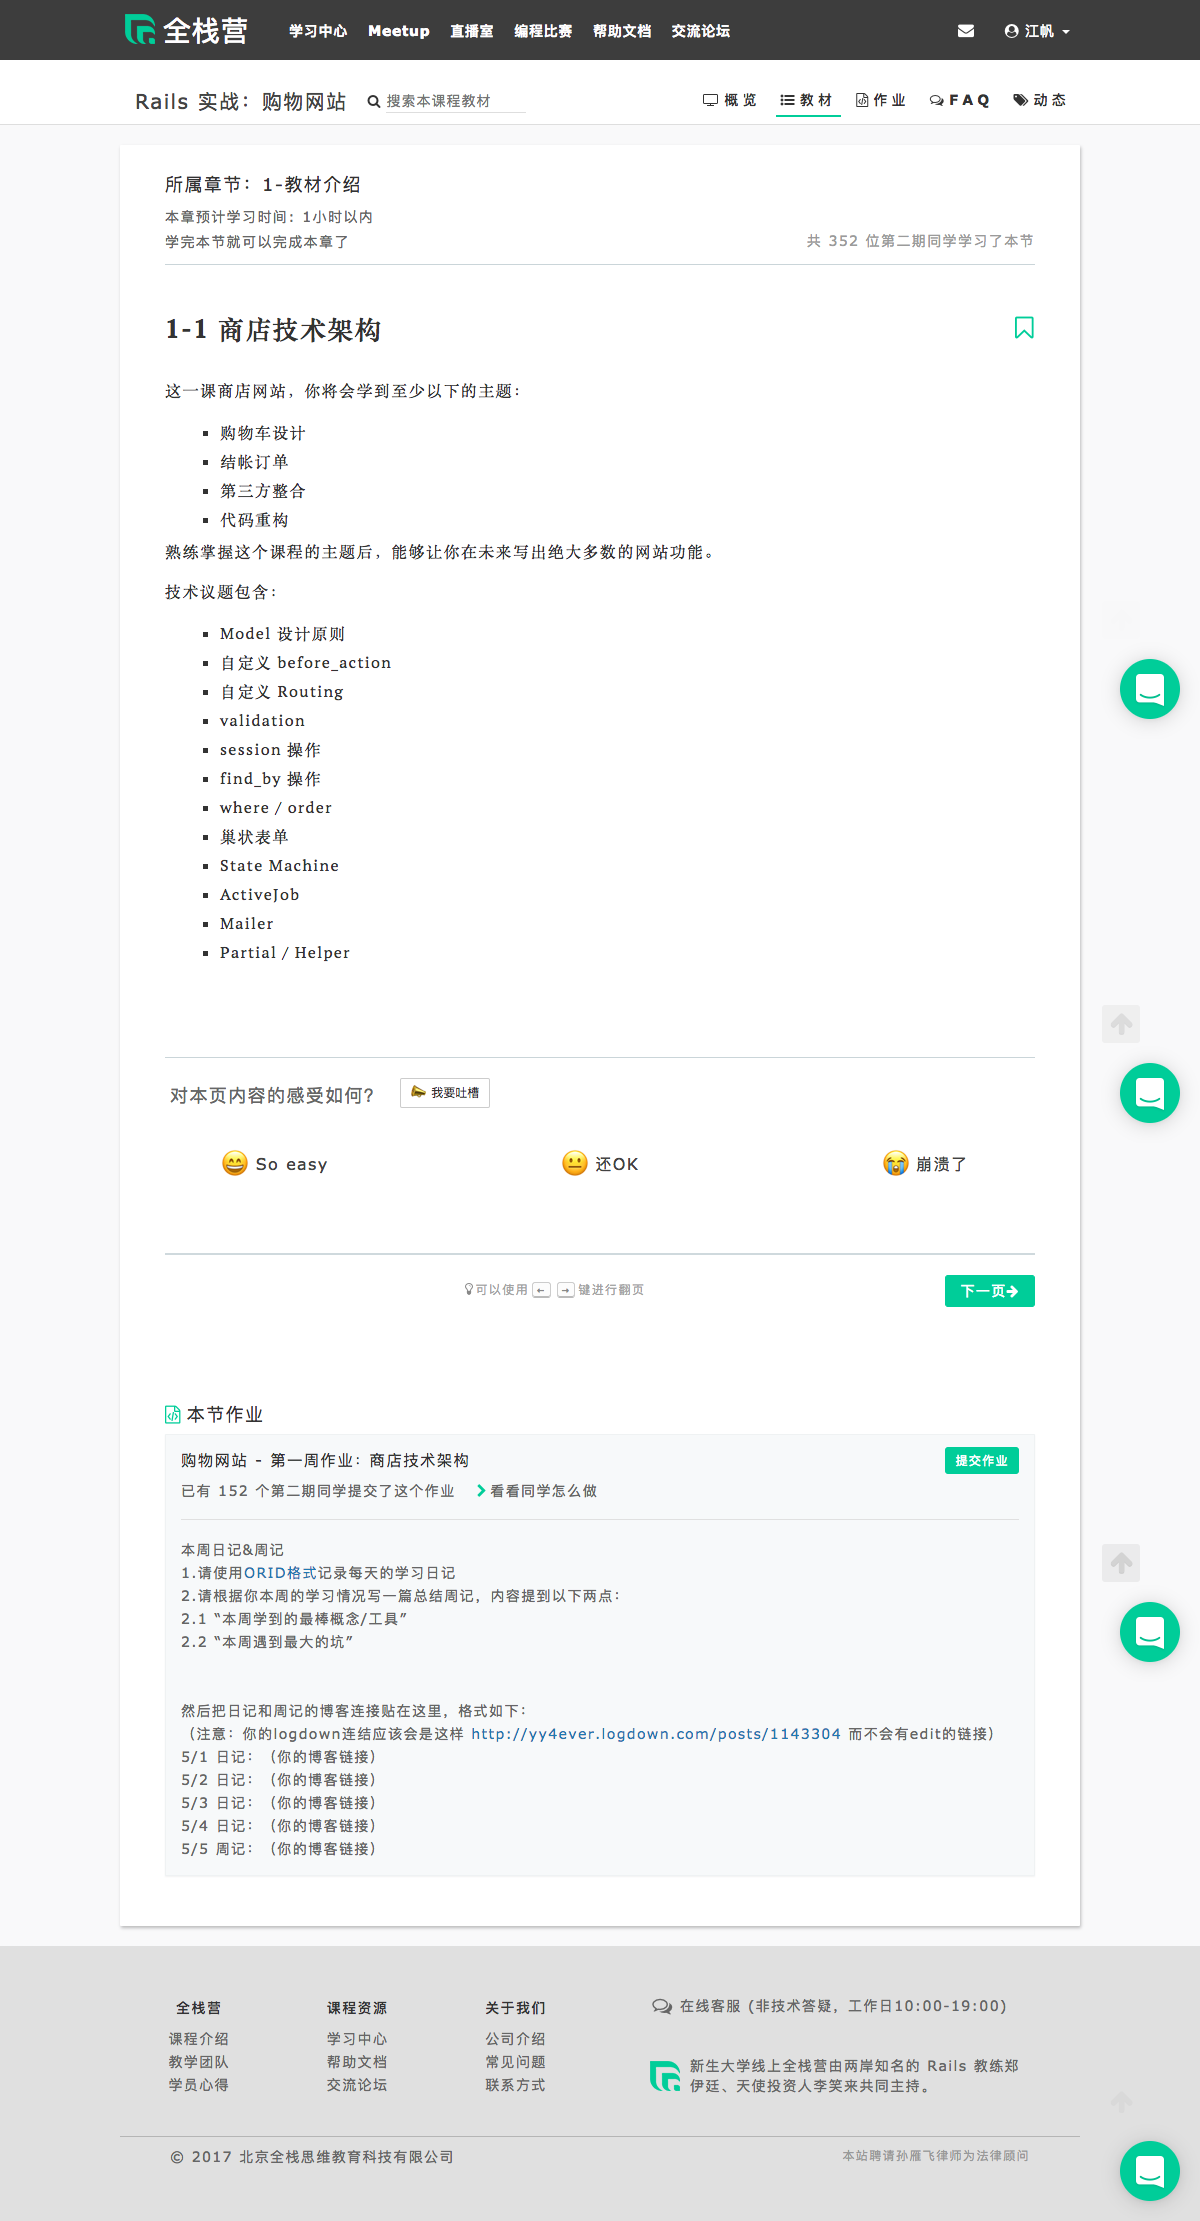 全栈营 学习中心 Meetup 直播室 编程比赛 帮助文档 交流论坛 江帆
Rails 实战：购物网站 搜索本课程教材 概览 教材 作业 FAQ 动态
所属章节：1-教材介绍
本章预计学习时间：1小时以内
学完本节就可以完成本章了 共 352 位第二期同学学习了本节
1-1 商店技术架构
这一课商店网站，你将会学到至少以下的主题：
▪ 购物车设计
▪ 结帐订单
▪ 第三方整合
▪ 代码重构
熟练掌握这个课程的主题后，能够让你在未来写出绝大多数的网站功能。
技术议题包含：
▪ Model 设计原则
▪ 自定义 before_action
▪ 自定义 Routing
▪ validation
▪ session 操作
▪ find_by 操作
▪ where / order
▪ 巢状表单
▪ State Machine
▪ ActiveJob
▪ Mailer
▪ Partial / Helper
对本页内容的感受如何? 我要吐槽
So easy 还OK 崩溃了
可以使用 ← → 键进行翻页 下一页
本节作业
购物网站 - 第一周作业：商店技术架构 提交作业
已有 152 个第二期同学提交了这个作业 看看同学怎么做
本周日记&周记
1.请使用ORID格式记录每天的学习日记
2.请根据你本周的学习情况写一篇总结周记，内容提到以下两点：
2.1 “本周学到的最棒概念/工具”
2.2 “本周遇到最大的坑”
然后把日记和周记的博客连接贴在这里，格式如下：
（注意：你的logdown连结应该会是这样 http://yy4ever.logdown.com/posts/1143304 而不会有edit的链接）
5/1 日记：（你的博客链接）
5/2 日记：（你的博客链接）
5/3 日记：（你的博客链接）
5/4 日记：（你的博客链接）
5/5 周记：（你的博客链接）
全栈营 课程资源 关于我们 在线客服 (非技术答疑，工作日10:00-19:00)
课程介绍 学习中心 公司介绍
教学团队 帮助文档 常见问题 新生大学线上全栈营由两岸知名的 Rails 教练郑
学员心得 交流论坛 联系方式 伊廷、天使投资人李笑来共同主持。
© 2017 北京全栈思维教育科技有限公司 本站聘请孙雁飞律师为法律顾问